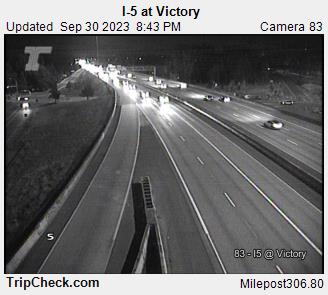 I-5 at Victory
Updated Sep 30 2023 8:43 PM Camera 83
T
S
83 - I5 @ Victory
TripCheck.com Milepost306.80